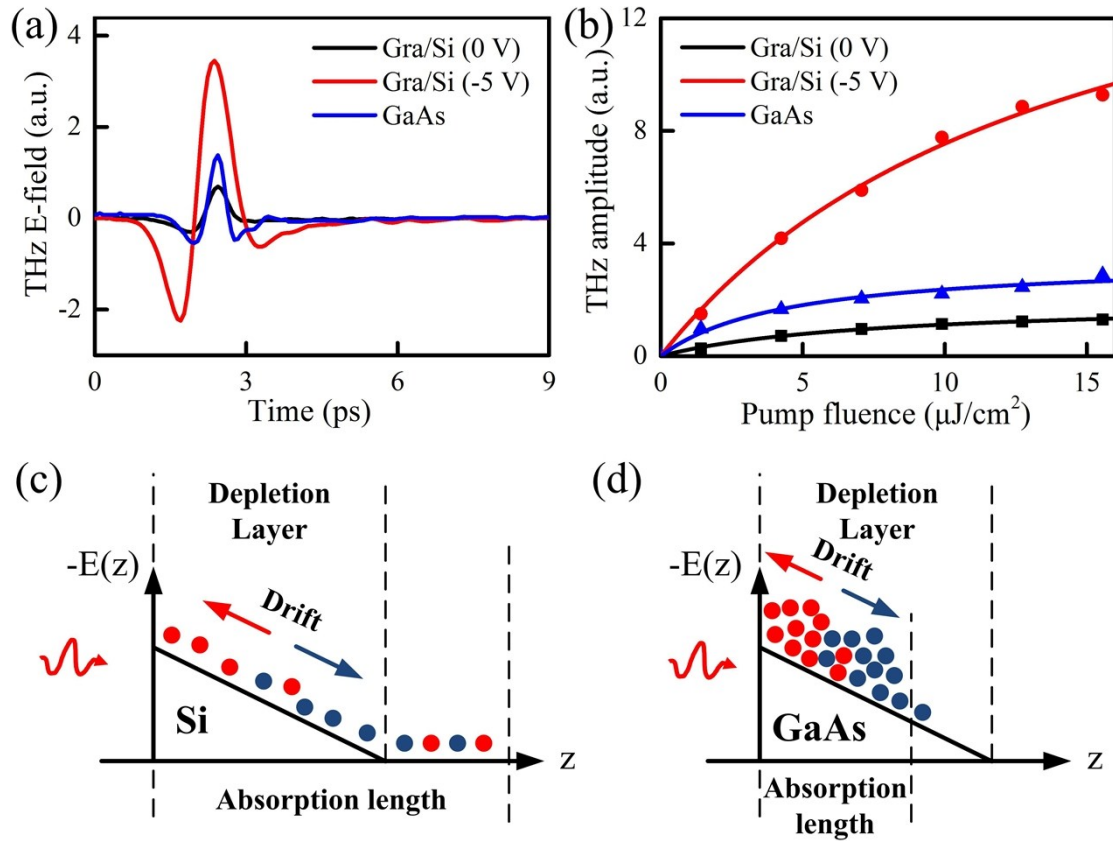 (a)
4
2
0
-2
THz E-field (a.u.)
Gra/Si (0 V)
Gra/Si (-5 V)
GaAs
0
3
6
9
Time (ps)
(b)
12
8
4
0
THz amplitude (a.u.)
Gra/Si (0 V)
Gra/Si (-5 V)
GaAs
0
5
10
15
Pump fluence (μJ/cm²)
(c)
Depletion
Layer
-E(z)
Drift
Si
z
Absorption length
(d)
Depletion
Layer
-E(z)
Drift
GaAs
z
Absorption
length